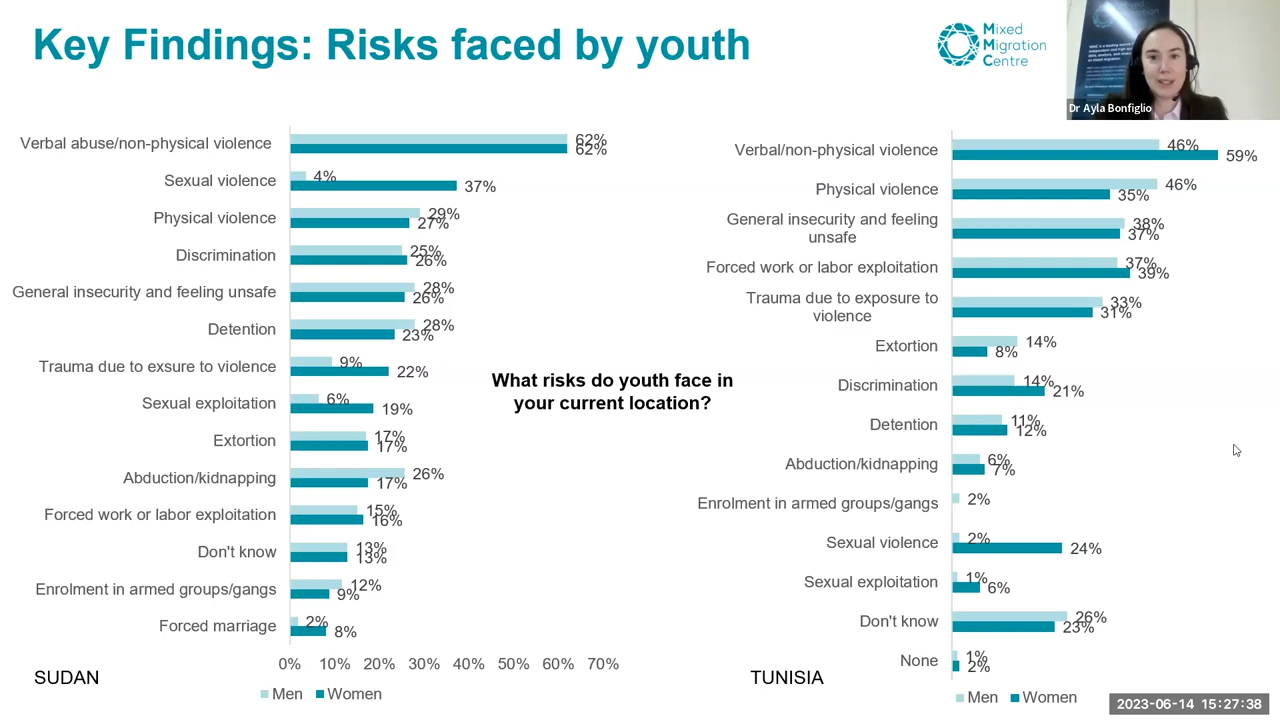 Key Findings: Risks faced by youth
Mixed
Migration
Centre
Dr Ayla Bonfiglio
Verbal abuse/non-physical violence
62%
62%
Sexual violence
4%
37%
Physical violence
29%
27%
Discrimination
25%
26%
General insecurity and feeling unsafe
28%
26%
Detention
28%
23%
Trauma due to exsure to violence
9%
22%
Sexual exploitation
6%
19%
Extortion
17%
17%
Abduction/kidnapping
26%
17%
Forced work or labor exploitation
15%
16%
Don't know
13%
13%
Enrolment in armed groups/gangs
12%
9%
Forced marriage
2%
8%
0% 10% 20% 30% 40% 50% 60% 70%
SUDAN
Men Women
What risks do youth face in
your current location?
Verbal/non-physical violence
46%
59%
Physical violence
46%
35%
General insecurity and feeling
unsafe
38%
37%
Forced work or labor exploitation
37%
39%
Trauma due to exposure to
violence
33%
31%
Extortion
14%
8%
Discrimination
14%
21%
Detention
11%
12%
Abduction/kidnapping
6%
7%
Enrolment in armed groups/gangs
2%
Sexual violence
2%
24%
Sexual exploitation
1%
6%
Don't know
26%
23%
None
1%
2%
TUNISIA
Men Women
2023-06-14 15:27:38